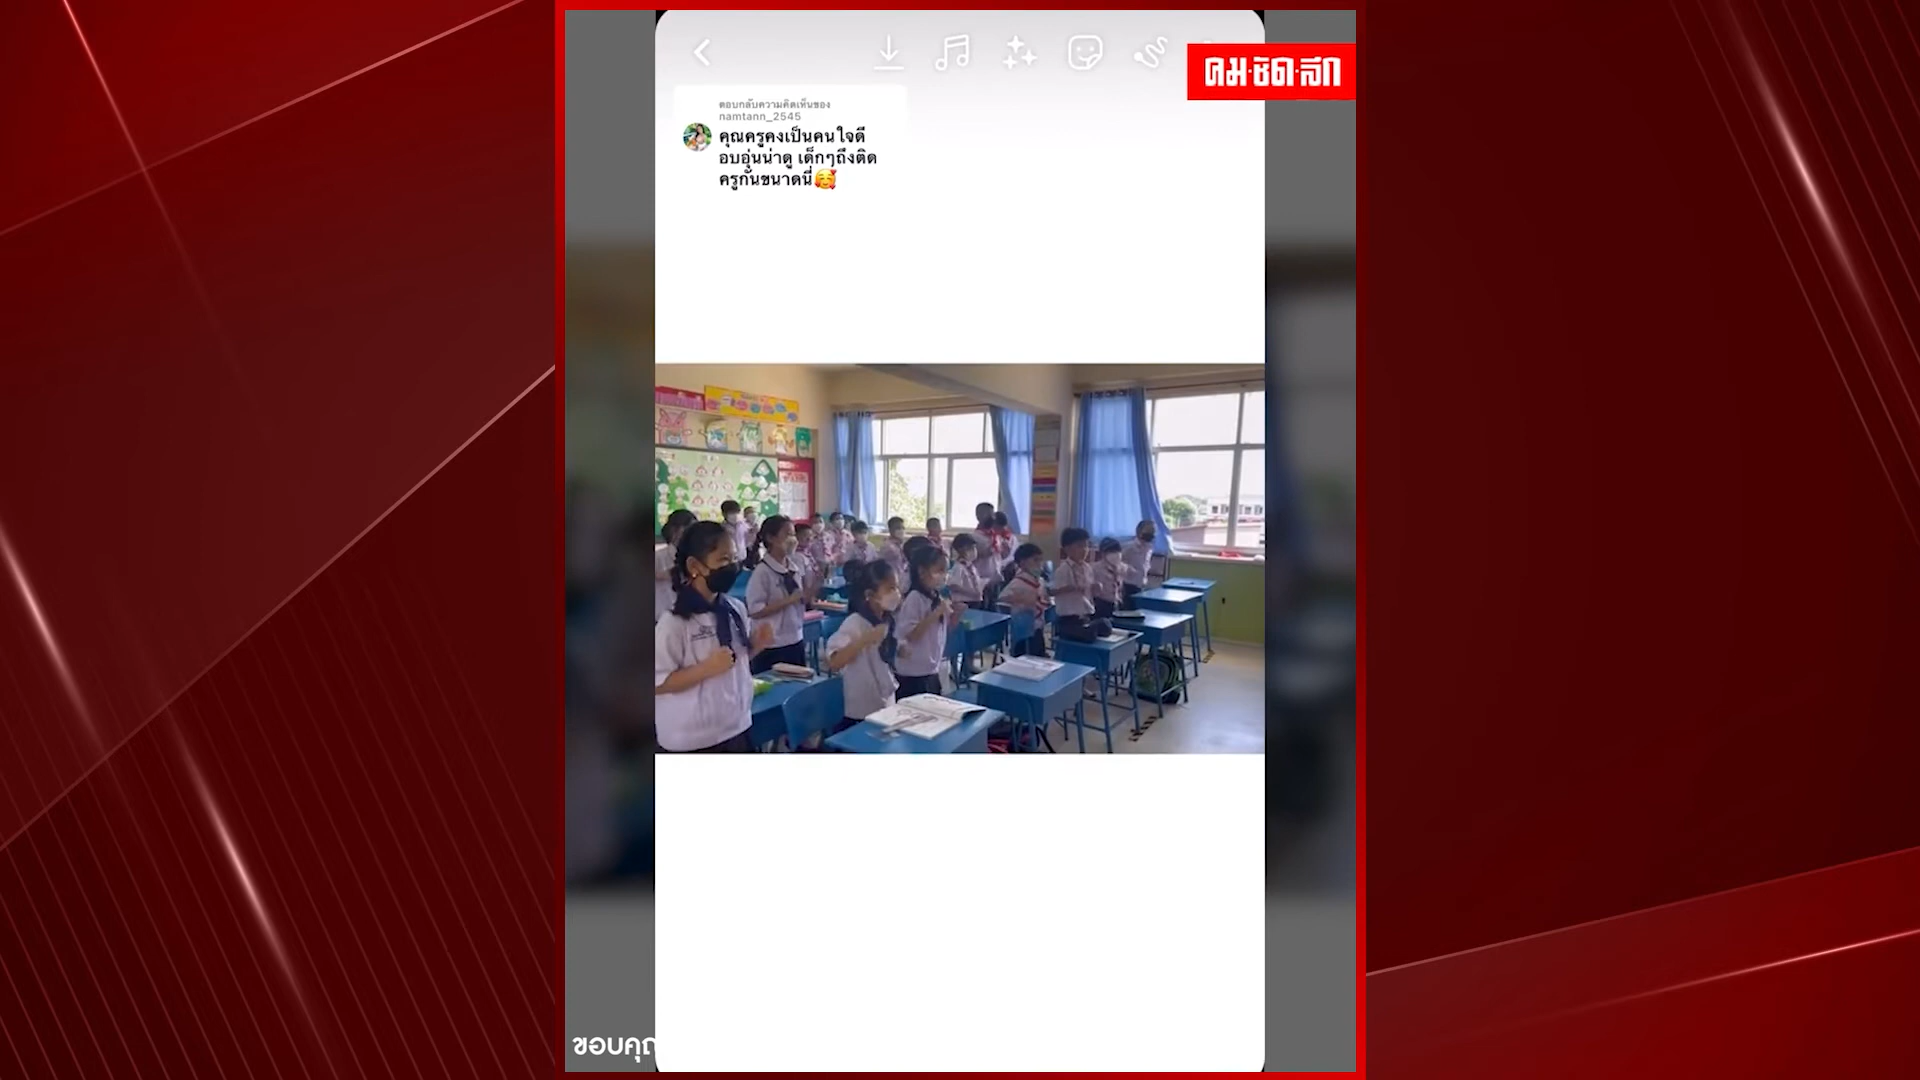 คม·ชัด·ลึก
ตอบกลับความคิดเห็นของ
namtann_2545
คุณครูคงเป็นคนใจดี
อบอุ่นน่าดู เด็กๆถึงติด
ครูกันขนาดนี่🥰
ขอบคุณ